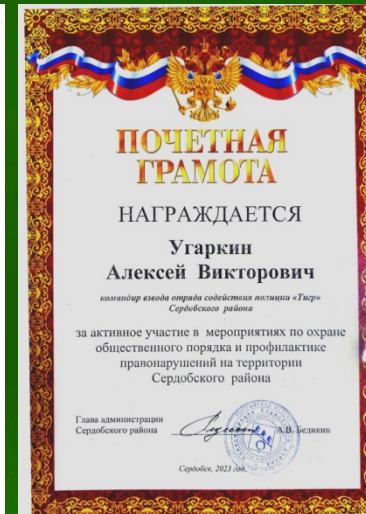 ПОЧЕТНАЯ
ГРАМОТА
НАГРАЖДАЕТСЯ
Угаркин
Алексей Викторович
командир взвода отряда содействия полиции «Тигр»
Сердобского района
за активное участие в мероприятиях по охране
общественного порядка и профилактике
правонарушений на территории
Сердобского района
Глава администрации
Сердобского района А.В. Бедикин
Сердобск, 2023 год.